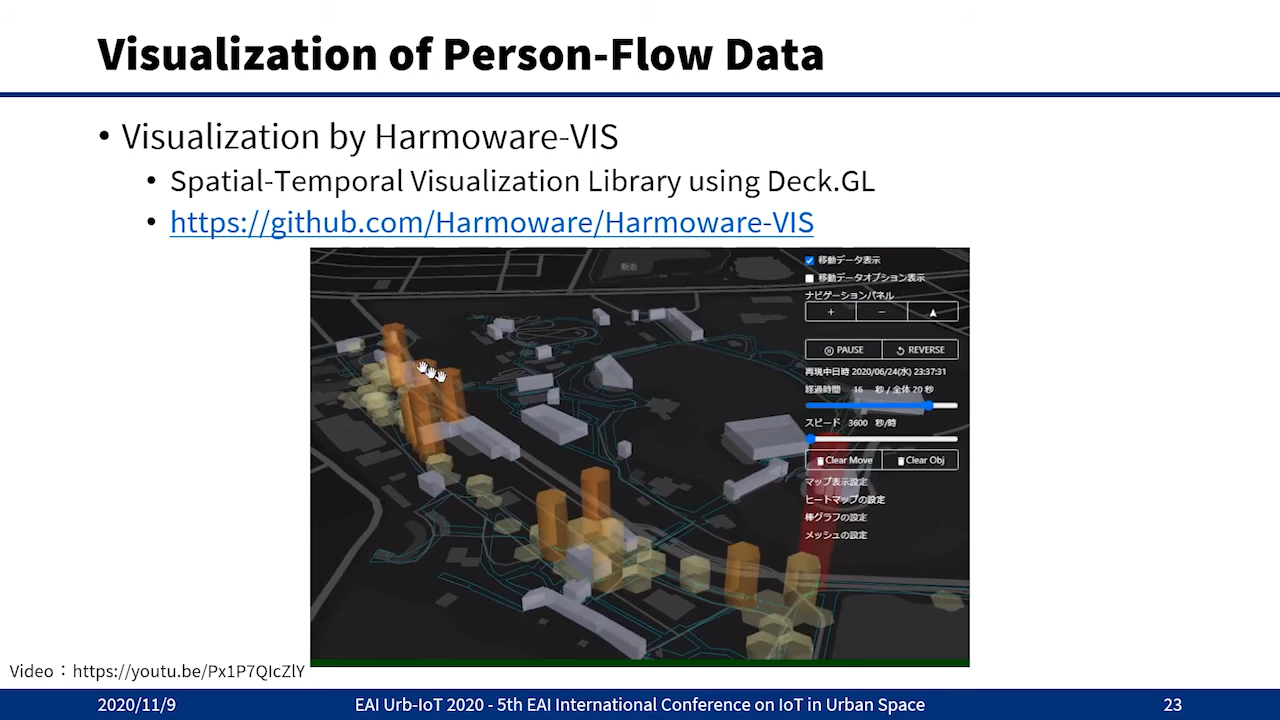 Visualization of Person-Flow Data
• Visualization by Harmoware-VIS
• Spatial-Temporal Visualization Library using Deck.GL
• https://github.com/Harmoware/Harmoware-VIS
新池
移動データ表示
移動データオプション表示
ナビゲーションパネル
+ −
PAUSE REVERSE
再現中日時 2020/06/24(水) 23:37:31
経過時間 16 秒 / 全体 20 秒
スピード 3600 秒/時
Clear Move Clear Obj
マップ表示設定
ヒートマップの設定
棒グラフの設定
メッシュの設定
Video：https://youtu.be/Px1P7QIcZlY
2020/11/9 EAI Urb-IoT 2020 - 5th EAI International Conference on IoT in Urban Space 23